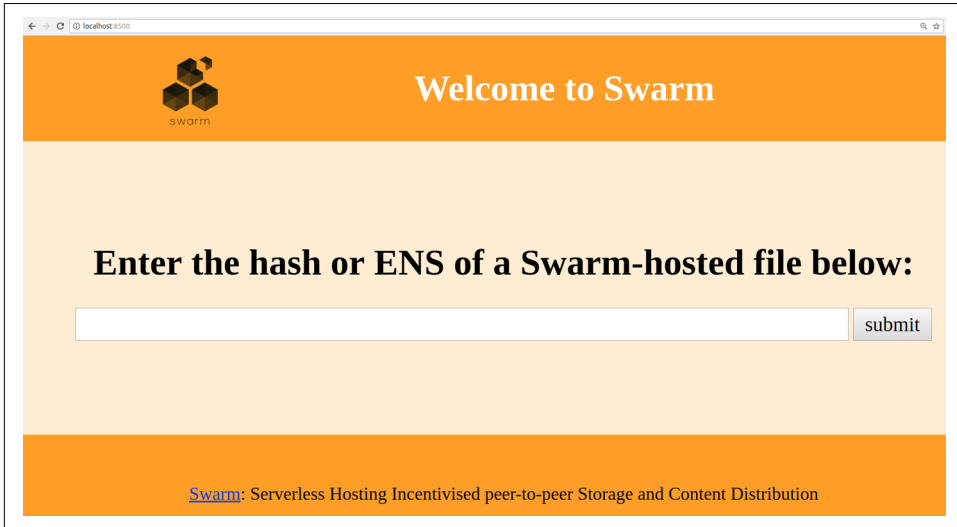 localhost:8500
swarm
Welcome to Swarm
Enter the hash or ENS of a Swarm-hosted file below:
submit
Swarm: Serverless Hosting Incentivised peer-to-peer Storage and Content Distribution